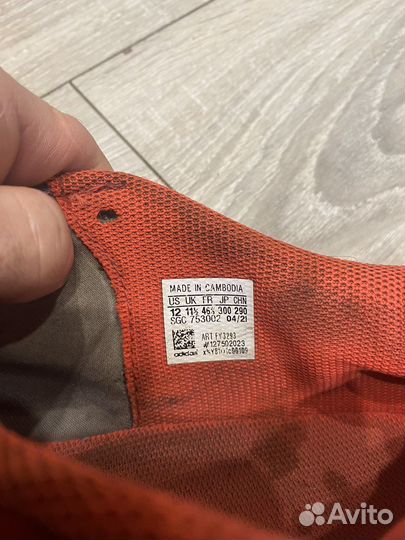 MADE IN CAMBODIA
US UK FR JP CHN
12 11½ 46⅔ 300 290
SGC 753002 04/21
ART FY3293
#127502023
adidas
Avito